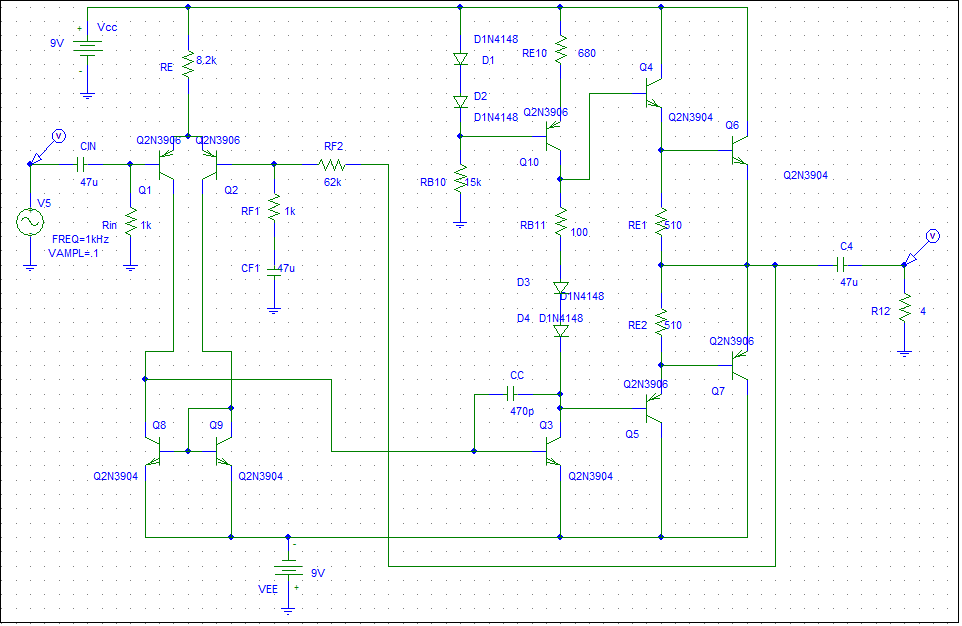 Vcc
9V
+
-
RE
8.2k
V
CIN
47u
Q2N3906
Q2N3906
Q1
Q2
V5
FREQ=1kHz
VAMPL=.1
Rin
1k
RF2
62k
RF1
1k
CF1
47u
D1N4148
D1
D2
D1N4148
RE10
680
Q2N3906
Q10
RB10
15k
RB11
100
D3
D1N4148
D4
D1N4148
Q4
Q2N3904
Q6
Q2N3904
RE1
510
RE2
510
Q2N3906
Q7
Q2N3906
Q5
V
C4
47u
R12
4
CC
470p
Q3
Q2N3904
Q8
Q9
Q2N3904
Q2N3904
-
9V
VEE
+